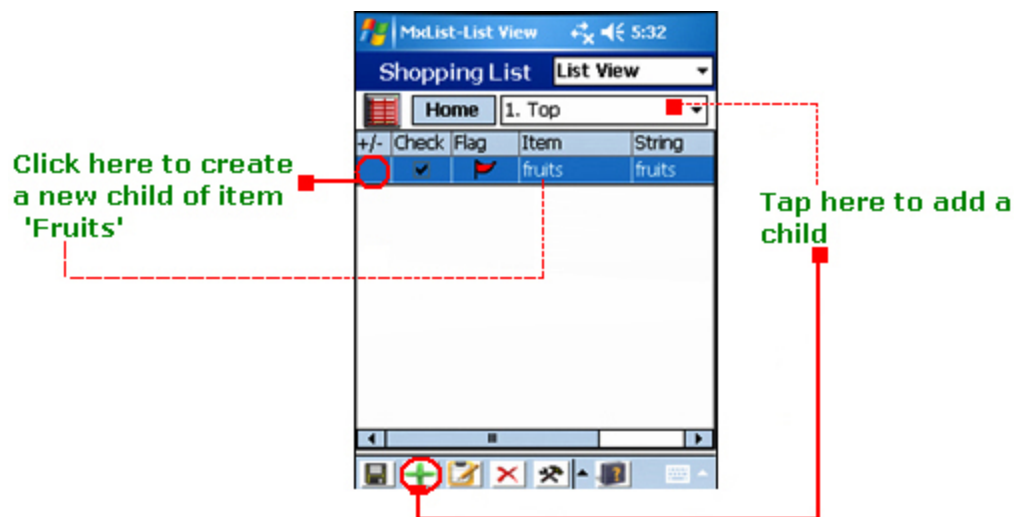 MxList-List View 5:32
Shopping List List View
Home 1. Top
+/- Check Flag Item String
fruits fruits
Click here to create
a new child of item
'Fruits'
Tap here to add a
child